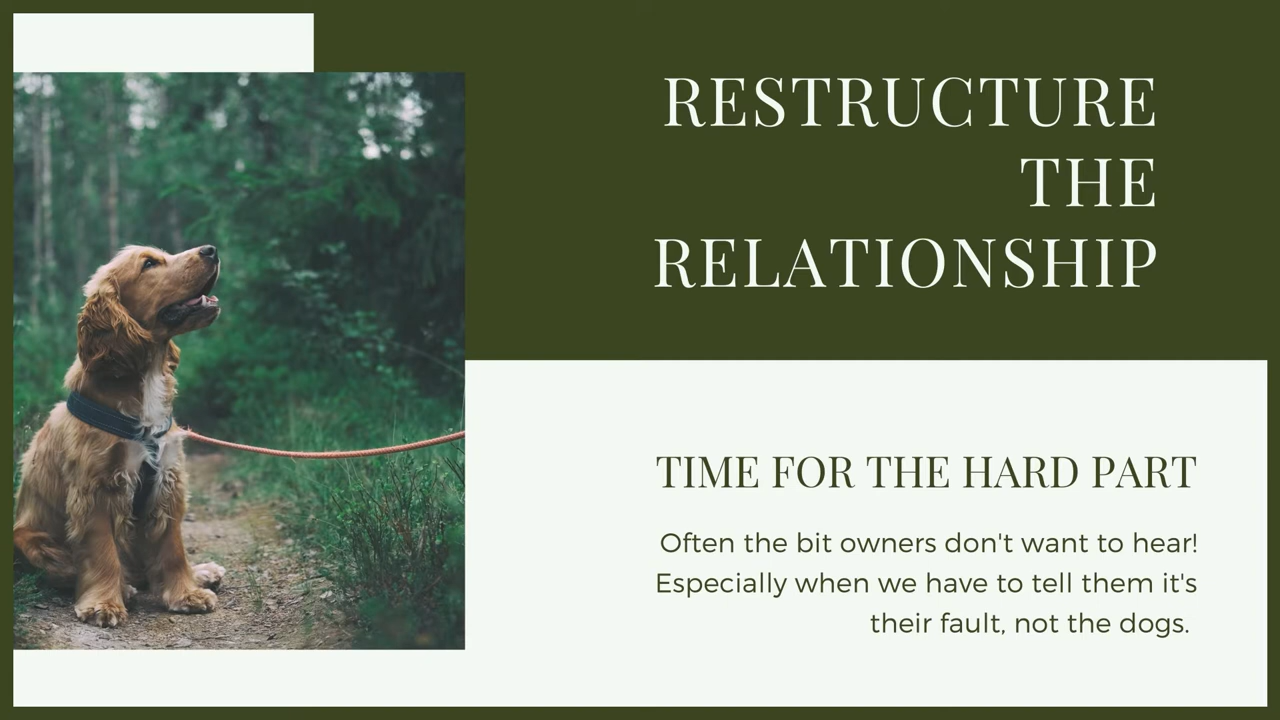 RESTRUCTURE
THE
RELATIONSHIP
TIME FOR THE HARD PART
Often the bit owners don't want to hear!
Especially when we have to tell them it's
their fault, not the dogs.